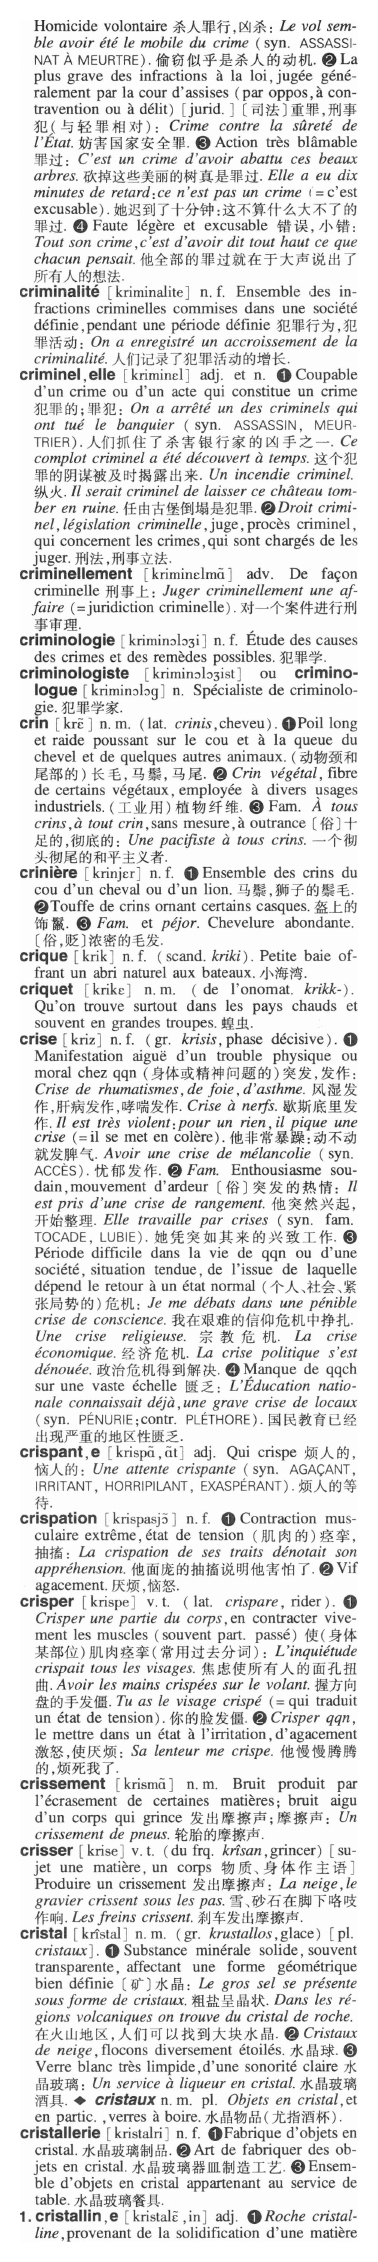 Homicide volontaire 杀人罪行,凶杀: Le vol sem-
ble avoir été le mobile du crime (syn. ASSASSI-
NAT À MEURTRE). 偷窃似乎是杀人的动机. ❷ La
plus grave des infractions à la loi, jugée géné-
ralement par la cour d'assises (par oppos, à con-
travention ou à délit) [jurid. ] 〔司法〕重罪,刑事
犯(与轻罪相对): Crime contre la sûreté de
l'État. 妨害国家安全罪. ❸ Action très blâmable
罪过: C'est un crime d'avoir abattu ces beaux
arbres. 砍掉这些美丽的树真是罪过. Elle a eu dix
minutes de retard: ce n'est pas un crime (= c'est
excusable). 她迟到了十分钟:这不算什么大不了的
罪过. ❹ Faute légère et excusable 错误,小错:
Tout son crime, c'est d'avoir dit tout haut ce que
chacun pensait. 他全部的罪过就在于大声说出了
所有人的想法.
criminalité [kriminalite] n. f. Ensemble des in-
fractions criminelles commises dans une société
définie, pendant une période définie 犯罪行为,犯
罪活动: On a enregistré un accroissement de la
criminalité. 人们记录了犯罪活动的增长.
criminel, elle [kriminɛl] adj. et n. ❶ Coupable
d'un crime ou d'un acte qui constitue un crime
犯罪的;罪犯: On a arrêté un des criminels qui
ont tué le banquier (syn. ASSASSIN, MEUR-
TRIER). 人们抓住了杀害银行家的凶手之一. Ce
complot criminel a été découvert à temps. 这个犯
罪的阴谋被及时揭露出来. Un incendie criminel.
纵火. Il serait criminel de laisser ce château tom-
ber en ruine. 任由古堡倒塌是犯罪. ❷ Droit crimi-
nel, législation criminelle, juge, procès criminel,
qui concernent les crimes, qui sont chargés de les
juger. 刑法,刑事立法.
criminellement [kriminɛlmɑ̃] adv. De façon
criminelle 刑事上: Juger criminellement une af-
faire (= juridiction criminelle). 对一个案件进行刑
事审理.
criminologie [kriminɔlɔʒi] n. f. Étude des causes
des crimes et des remèdes possibles. 犯罪学.
criminologiste [kriminɔlɔʒist] ou crimino-
logue [kriminɔlɔg] n. Spécialiste de criminolo-
gie. 犯罪学家.
crin [krɛ̃] n. m. (lat. crinis, cheveu). ❶ Poil long
et raide poussant sur le cou et à la queue du
chevel et de quelques autres animaux. (动物颈和
尾部的)长毛,马鬃,马尾. ❷ Crin végétal, fibre
de certains végétaux, employée à divers usages
industriels. (工业用)植物纤维. ❸ Fam. À tous
crins, à tout crin, sans mesure, à outrance 〔俗〕十
足的,彻底的: Une pacifiste à tous crins. 一个彻
头彻尾的和平主义者.
crinière [krinjɛr] n. f. ❶ Ensemble des crins du
cou d'un cheval ou d'un lion. 马鬃,狮子的鬃毛.
❷ Touffe de crins ornant certains casques. 盔上的
饰鬣. ❸ Fam. et péjor. Chevelure abondante.
〔俗,贬〕浓密的毛发.
crique [krik] n. f. (scand. kriki). Petite baie of-
frant un abri naturel aux bateaux. 小海湾.
criquet [krikɛ] n. m. (de l'onomat. krikk-).
Qu'on trouve surtout dans les pays chauds et
souvent en grandes troupes. 蝗虫.
crise [kriz] n. f. (gr. krisis, phase décisive). ❶
Manifestation aiguë d'un trouble physique ou
moral chez qqn (身体或精神问题的)突发,发作:
Crise de rhumatismes, de foie, d'asthme. 风湿发
作,肝病发作,哮喘发作. Crise à nerfs. 歇斯底里发
作. Il est très violent: pour un rien, il pique une
crise (= il se met en colère). 他非常暴躁:动不动
就发脾气. Avoir une crise de mélancolie (syn.
ACCÈS). 忧郁发作. ❷ Fam. Enthousiasme sou-
dain, mouvement d'ardeur 〔俗〕突发的热情: Il
est pris d'une crise de rangement. 他突然兴起,
开始整理. Elle travaille par crises (syn. fam.
TOCADE, LUBIE). 她凭突如其来的兴致工作. ❸
Période difficile dans la vie de qqn ou d'une
société, situation tendue, de l'issue de laquelle
dépend le retour à un état normal (个人、社会、紧
张局势的)危机: Je me débats dans une pénible
crise de conscience. 我在艰难的信仰危机中挣扎.
Une crise religieuse. 宗教危机. La crise
économique. 经济危机. La crise politique s'est
dénouée. 政治危机得到解决. ❹ Manque de qqch
sur une vaste échelle 匮乏: L'Éducation natio-
nale connaissait déjà, une grave crise de locaux
(syn. PÉNURIE; contr. PLÉTHORE). 国民教育已经
出现严重的地区性匮乏.
crispant, e [krispɑ̃, ɑ̃t] adj. Qui crispe 烦人的,
恼人的: Une attente crispante (syn. AGAÇANT,
IRRITANT, HORRIPILANT, EXASPÉRANT). 烦人的等
待.
crispation [krispasjɔ̃] n. f. ❶ Contraction mus-
culaire extrême, état de tension (肌肉的)痉挛,
抽搐: La crispation de ses traits dénotait son
appréhension. 他面庞的抽搐说明他害怕了. ❷ Vif
agacement. 厌烦,恼怒.
crisper [krispe] v. t. (lat. crispare, rider). ❶
Crisper une partie du corps, en contracter vive-
ment les muscles (souvent part. passé) 使(身体
某部位)肌肉痉挛(常用过去分词): L'inquiétude
crispait tous les visages. 焦虑使所有人的面孔扭
曲. Avoir les mains crispées sur le volant. 握方向
盘的手发僵. Tu as le visage crispé (= qui traduit
un état de tension). 你的脸发僵. ❷ Crisper qqn,
le mettre dans un état à l'irritation, d'agacement
激怒,使厌烦: Sa lenteur me crispe. 他慢慢腾腾
的,烦死我了.
crissement [krismɑ̃] n. m. Bruit produit par
l'écrasement de certaines matières; bruit aigu
d'un corps qui grince 发出摩擦声;摩擦声: Un
crissement de pneus. 轮胎的摩擦声.
crisser [krise] v. t. (du frq. krîsan, grincer) [su-
jet une matière, un corps 物质、身体作主语]
Produire un crissement 发出摩擦声: La neige, le
gravier crissent sous les pas. 雪、砂石在脚下咯吱
作响. Les freins crissent. 刹车发出摩擦声.
cristal [krîstal] n. m. (gr. krustallos, glace) [pl.
cristaux]. ❶ Substance minérale solide, souvent
transparente, affectant une forme géométrique
bien définie 〔矿〕水晶: Le gros sel se présente
sous forme de cristaux. 粗盐呈晶状. Dans les ré-
gions volcaniques on trouve du cristal de roche.
在火山地区,人们可以找到大块水晶. ❷ Cristaux
de neige, flocons diversement étoilés. 水晶球. ❸
Verre blanc très limpide, d'une sonorité claire 水
晶玻璃: Un service à liqueur en cristal. 水晶玻璃
酒具. ◆ cristaux n. m. pl. Objets en cristal, et
en partic. , verres à boire. 水晶物品(尤指酒杯).
cristallerie [kristalri] n. f. ❶ Fabrique d'objets en
cristal. 水晶玻璃制品. ❷ Art de fabriquer des ob-
jets en cristal. 水晶玻璃器皿制造工艺. ❸ Ensem-
ble d'objets en cristal appartenant au service de
table. 水晶玻璃餐具.
1. cristallin, e [kristalɛ̃, in] adj. ❶ Roche cristal-
line, provenant de la solidification d'une matière